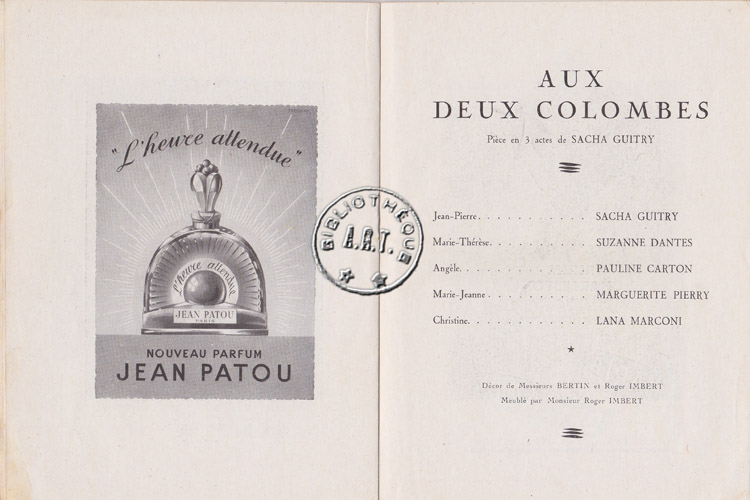 "L'heure attendue"
L'heure attendue
JEAN PATOU
PARIS
NOUVEAU PARFUM
JEAN PATOU
BIBLIOTHÈQUE
A.R.T.
AUX
DEUX COLOMBES
Pièce en 3 actes de SACHA GUITRY
Jean-Pierre. . . . . . . . . . . SACHA GUITRY
Marie-Thérèse. . . . . . . . . . SUZANNE DANTES
Angèle. . . . . . . . . . . . PAULINE CARTON
Marie-Jeanne . . . . . . . . . . MARGUERITE PIERRY
Christine. . . . . . . . . . . . LANA MARCONI
Décor de Messieurs BERTIN et Roger IMBERT
Meublé par Monsieur Roger IMBERT